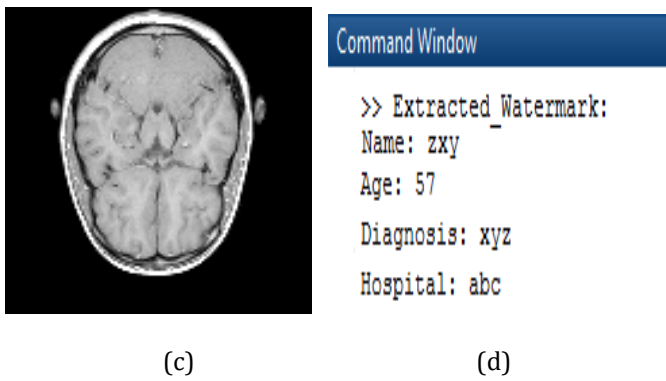 Command Window
>> Extracted_Watermark:
Name: zxy
Age: 57
Diagnosis: xyz
Hospital: abc
(c)
(d)